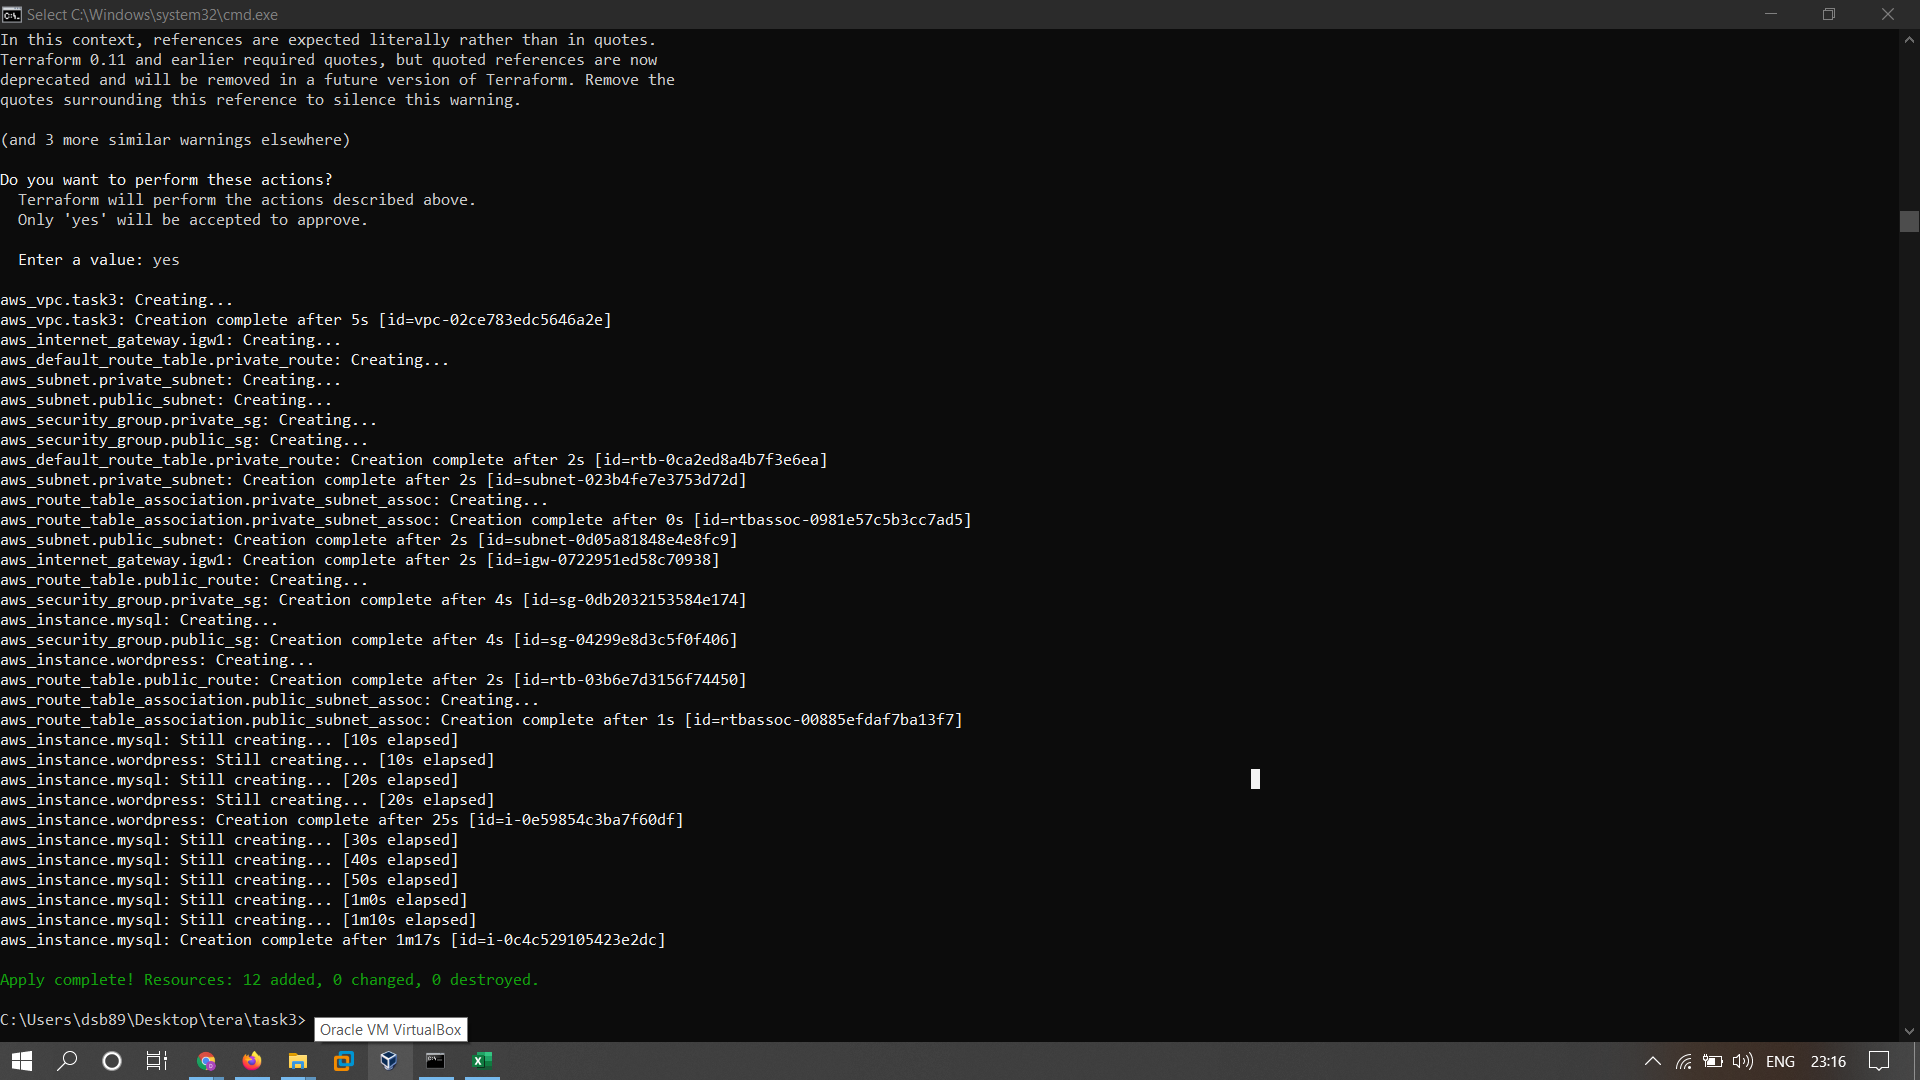 Select C:\Windows\system32\cmd.exe
In this context, references are expected literally rather than in quotes.
Terraform 0.11 and earlier required quotes, but quoted references are now
deprecated and will be removed in a future version of Terraform. Remove the
quotes surrounding this reference to silence this warning.
(and 3 more similar warnings elsewhere)
Do you want to perform these actions?
Terraform will perform the actions described above.
Only 'yes' will be accepted to approve.
Enter a value: yes
aws_vpc.task3: Creating...
aws_vpc.task3: Creation complete after 5s [id=vpc-02ce783edc5646a2e]
aws_internet_gateway.igw1: Creating...
aws_default_route_table.private_route: Creating...
aws_subnet.private_subnet: Creating...
aws_subnet.public_subnet: Creating...
aws_security_group.private_sg: Creating...
aws_security_group.public_sg: Creating...
aws_default_route_table.private_route: Creation complete after 2s [id=rtb-0ca2ed8a4b7f3e6ea]
aws_subnet.private_subnet: Creation complete after 2s [id=subnet-023b4fe7e3753d72d]
aws_route_table_association.private_subnet_assoc: Creating...
aws_route_table_association.private_subnet_assoc: Creation complete after 0s [id=rtbassoc-0981e57c5b3cc7ad5]
aws_subnet.public_subnet: Creation complete after 2s [id=subnet-0d05a81848e4e8fc9]
aws_internet_gateway.igw1: Creation complete after 2s [id=igw-0722951ed58c70938]
aws_route_table.public_route: Creating...
aws_security_group.private_sg: Creation complete after 4s [id=sg-0db2032153584e174]
aws_instance.mysql: Creating...
aws_security_group.public_sg: Creation complete after 4s [id=sg-04299e8d3c5f0f406]
aws_instance.wordpress: Creating...
aws_route_table.public_route: Creation complete after 2s [id=rtb-03b6e7d3156f74450]
aws_route_table_association.public_subnet_assoc: Creating...
aws_route_table_association.public_subnet_assoc: Creation complete after 1s [id=rtbassoc-00885efdaf7ba13f7]
aws_instance.mysql: Still creating... [10s elapsed]
aws_instance.wordpress: Still creating... [10s elapsed]
aws_instance.mysql: Still creating... [20s elapsed]
aws_instance.wordpress: Still creating... [20s elapsed]
aws_instance.wordpress: Creation complete after 25s [id=i-0e59854c3ba7f60df]
aws_instance.mysql: Still creating... [30s elapsed]
aws_instance.mysql: Still creating... [40s elapsed]
aws_instance.mysql: Still creating... [50s elapsed]
aws_instance.mysql: Still creating... [1m0s elapsed]
aws_instance.mysql: Still creating... [1m10s elapsed]
aws_instance.mysql: Creation complete after 1m17s [id=i-0c4c529105423e2dc]
Apply complete! Resources: 12 added, 0 changed, 0 destroyed.
C:\Users\dsb89\Desktop\tera\task3>
Oracle VM VirtualBox
ENG 23:16